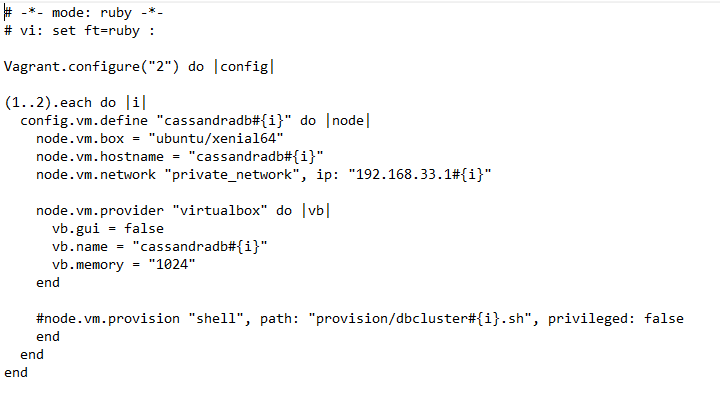 # -*- mode: ruby -*-
# vi: set ft=ruby :

Vagrant.configure("2") do |config|

(1..2).each do |i|
  config.vm.define "cassandradb#{i}" do |node|
    node.vm.box = "ubuntu/xenial64"
    node.vm.hostname = "cassandradb#{i}"
    node.vm.network "private_network", ip: "192.168.33.1#{i}"

    node.vm.provider "virtualbox" do |vb|
      vb.gui = false
      vb.name = "cassandradb#{i}"
      vb.memory = "1024"
    end

    #node.vm.provision "shell", path: "provision/dbcluster#{i}.sh", privileged: false
    end
  end
end